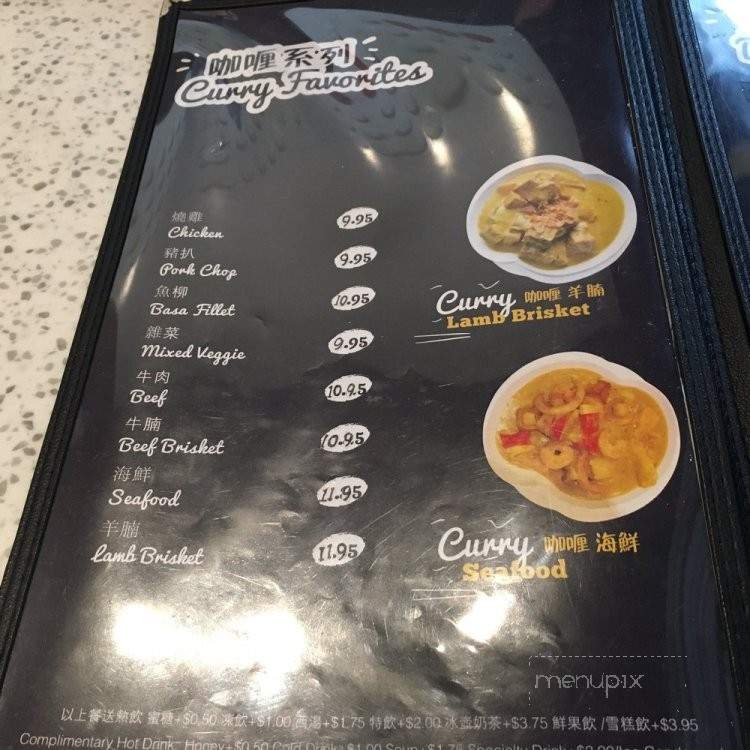 咖喱系列
Curry Favorites
燒雞
Chicken 9.95
豬扒
Pork Chop 9.95
魚柳
Basa Fillet 10.95
雜菜
Mixed Veggie 9.95
牛肉
Beef 10.95
牛腩
Beef Brisket 10.95
海鮮
Seafood 11.95
羊腩
Lamb Brisket 11.95
Curry 咖喱 羊腩
Lamb Brisket
Curry 咖喱 海鮮
Seafood
menupix
以上餐送熱飲 蜜糖+$0.50 凍飲+$1.00 西湯+$1.75 特飲+$2.00 冰壺奶茶+$3.75 鮮果飲/雪糕飲+$3.95
Complimentary Hot Drink Honey+$0.50 Cold Drink+$1.00 Soup+$1.75 Specialty Drink